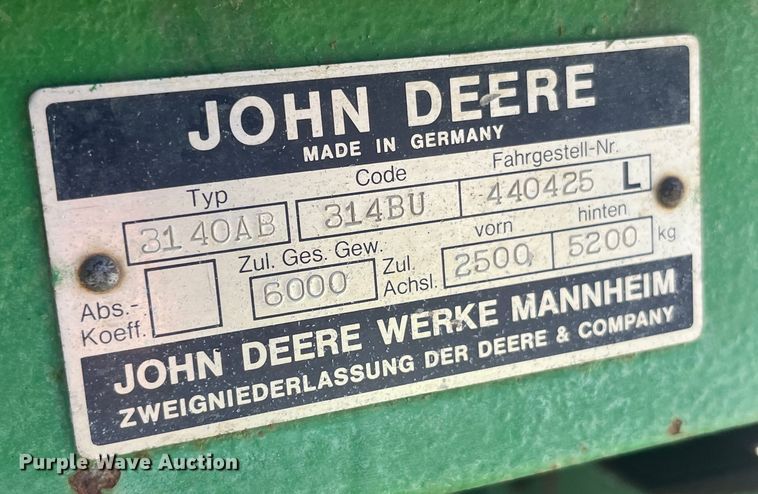 JOHN DEERE
MADE IN GERMANY
Typ Code Fahrgestell-Nr.
3140AB 314BU 440425 L
Abs.-Koeff. Zul. Ges. Gew. 6000 Zul. Achsl. vorn 2500 hinten 5200 kg
JOHN DEERE WERKE MANNHEIM
ZWEIGNIEDERLASSUNG DER DEERE & COMPANY
Purple Wave Auction